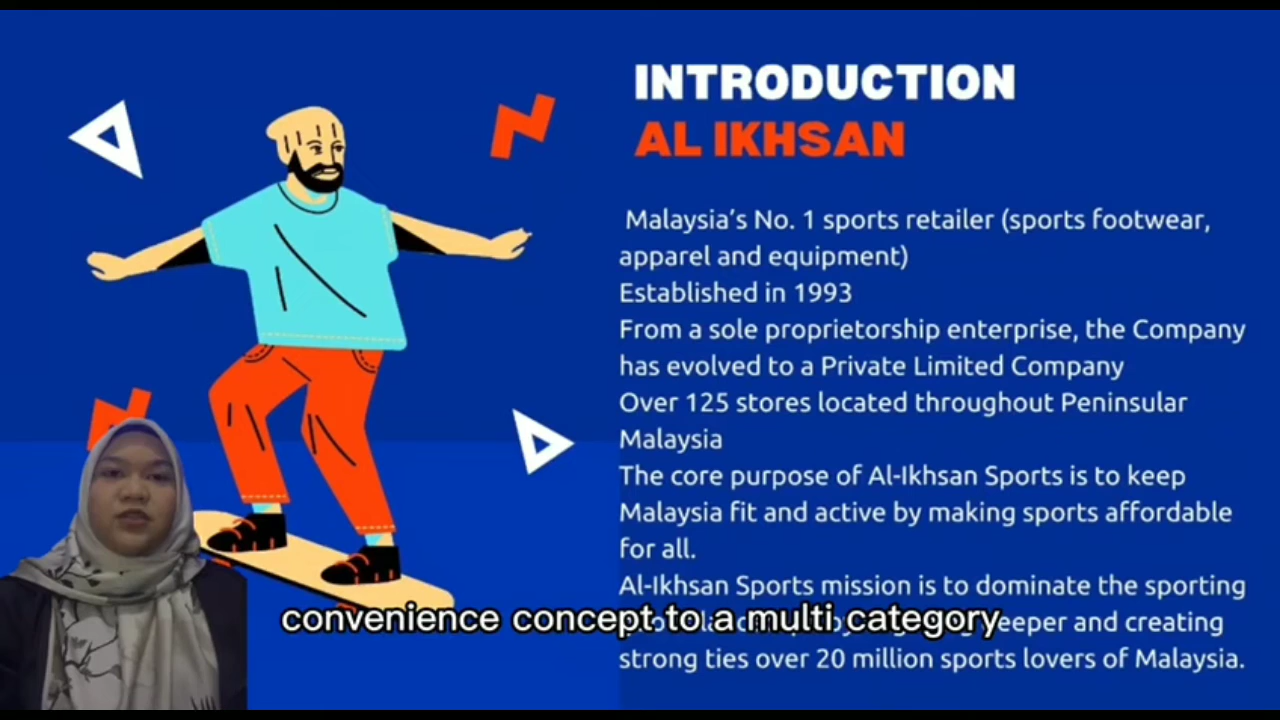 INTRODUCTION
AL IKHSAN
Malaysia's No. 1 sports retailer (sports footwear,
apparel and equipment)
Established in 1993
From a sole proprietorship enterprise, the Company
has evolved to a Private Limited Company
Over 125 stores located throughout Peninsular
Malaysia
The core purpose of Al-Ikhsan Sports is to keep
Malaysia fit and active by making sports affordable
for all.
Al-Ikhsan Sports mission is to dominate the sporting
and creating
strong ties over 20 million sports lovers of Malaysia.
convenience concept to a multi category